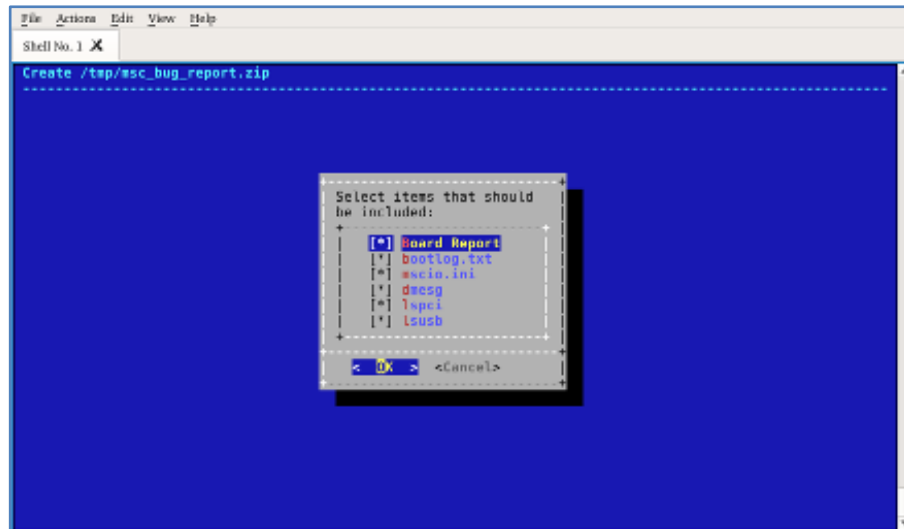 File Actions Edit View Help
Shell No. 1 X
Create /tmp/msc_bug_report.zip
Select items that should
be included:
[*] Board Report
[*] bootlog.txt
[*] mscio.ini
[*] dmesg
[*] lspci
[*] lsusb
< OK > <Cancel>